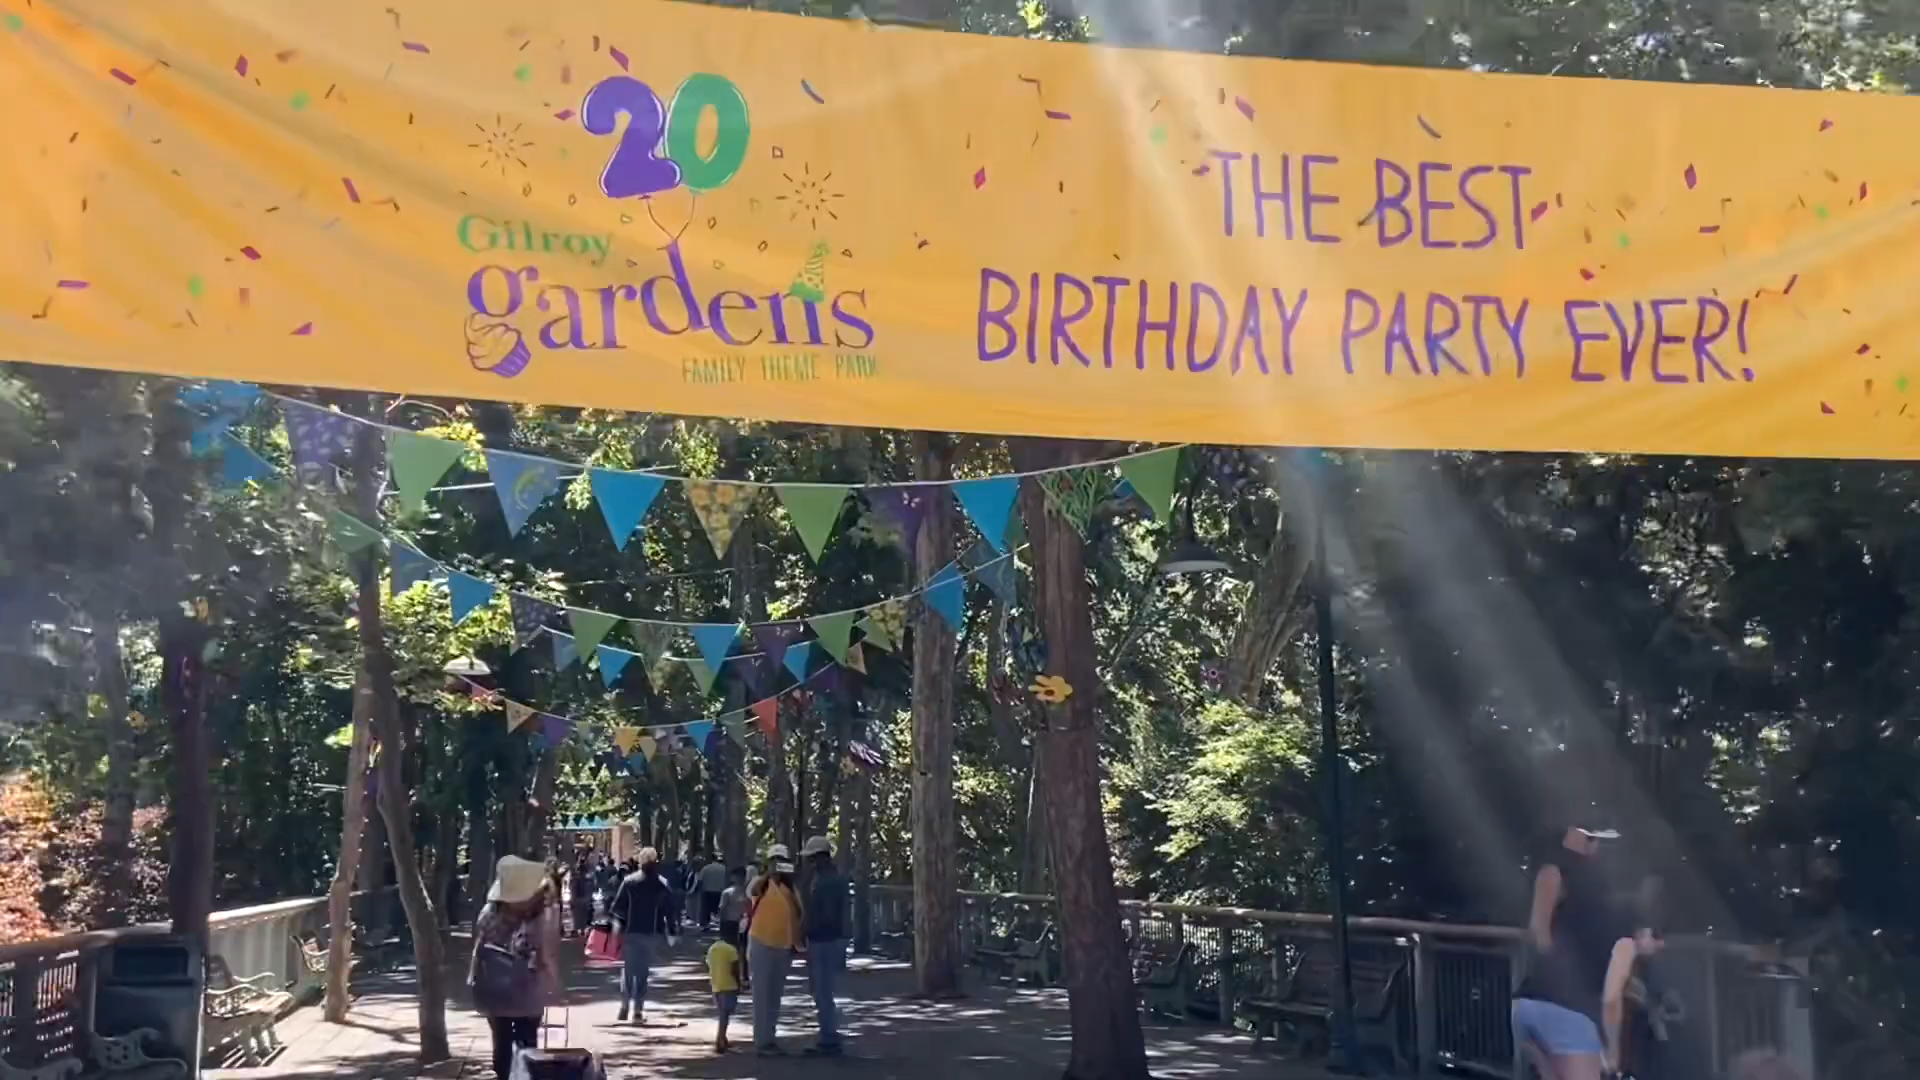 20
Gilroy
gardens
FAMILY THEME PARK
THE BEST
BIRTHDAY PARTY EVER!